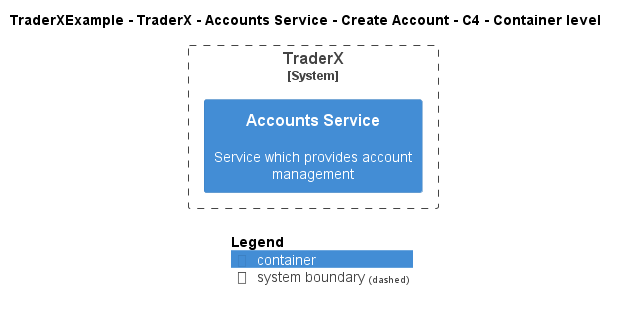 TraderXExample - TraderX - Accounts Service - Create Account - C4 - Container level
TraderX
[System]
Accounts Service
Service which provides account
management
Legend
container
system boundary (dashed)